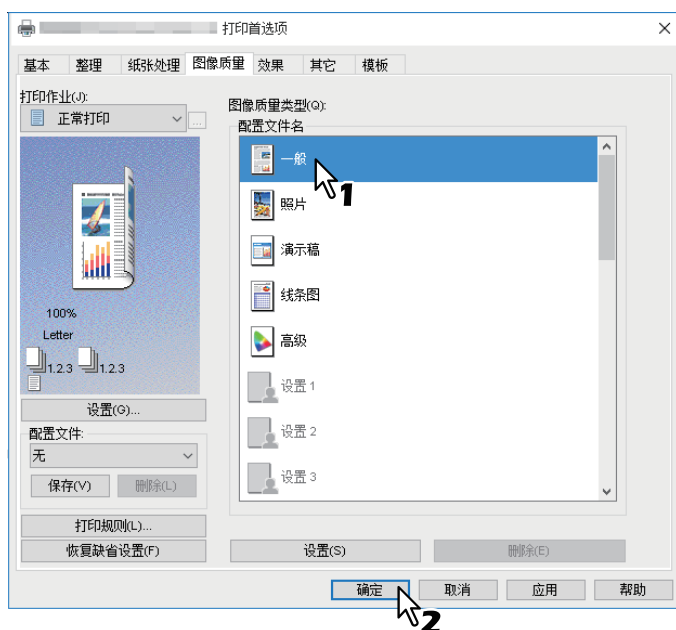 打印首选项
基本 整理 纸张处理 图像质量 效果 其它 模板
打印作业(J):
正常打印
...
100%
Letter
1.2.3 1.2.3
设置(G)...
配置文件:
无
保存(V) 删除(L)
打印规则(L)...
恢复缺省设置(F)
图像质量类型(Q):
配置文件名
一般
1
照片
演示稿
线条图
高级
设置 1
设置 2
设置 3
设置(S) 删除(E)
确定 取消 应用 帮助
2